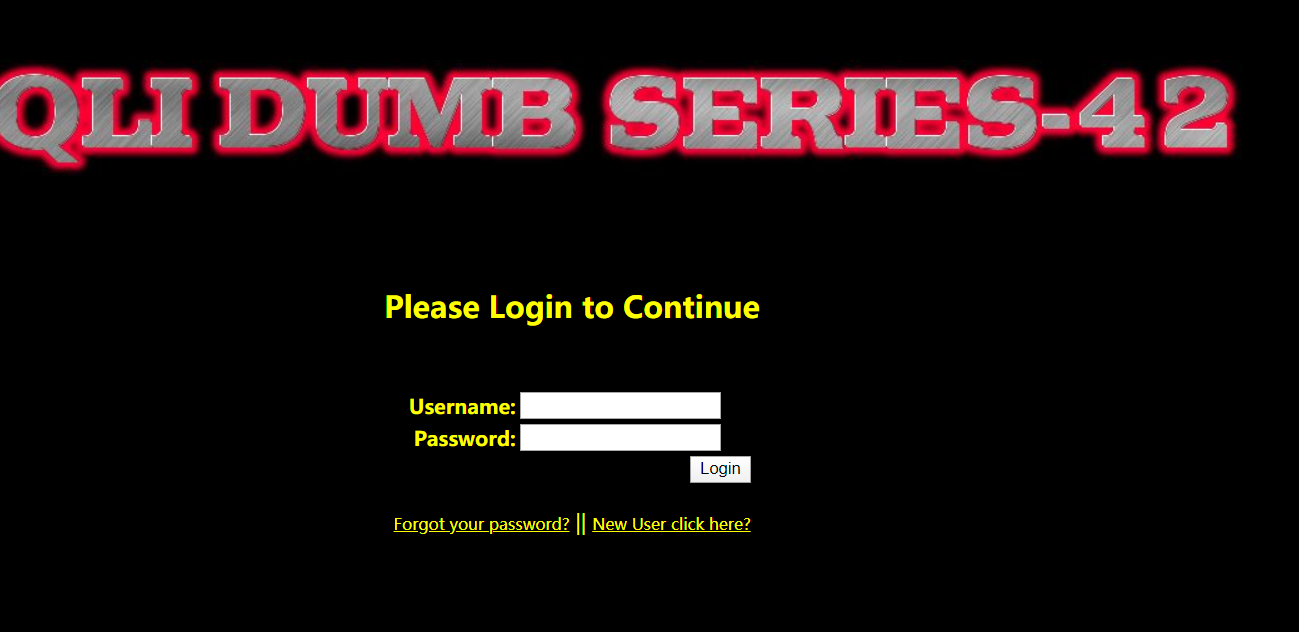 QLI DUMB SERIES-42
Please Login to Continue
Username:
Password:
Login
Forgot your password? || New User click here?